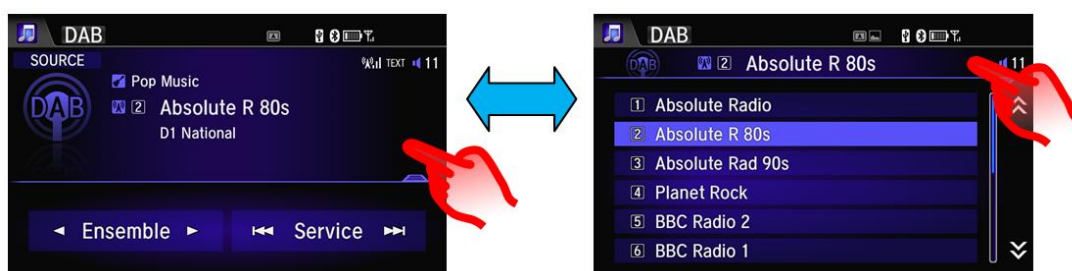 DAB
SOURCE
TEXT 11
Pop Music
DAB
2 Absolute R 80s
D1 National
◄ Ensemble ►
⏮ Service ⏭
DAB
DAB 2 Absolute R 80s 11
1 Absolute Radio
2 Absolute R 80s
3 Absolute Rad 90s
4 Planet Rock
5 BBC Radio 2
6 BBC Radio 1